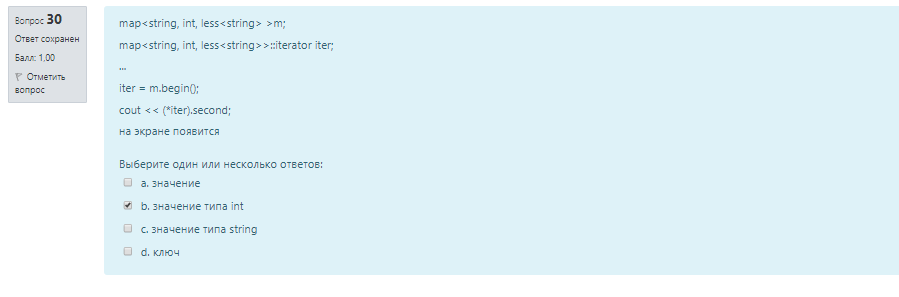 Вопрос 30
Ответ сохранен
Балл: 1,00
Отметить
вопрос
map<string, int, less<string> >m;
map<string, int, less<string>>::iterator iter;
...
iter = m.begin();
cout << (*iter).second;
на экране появится
Выберите один или несколько ответов:
a. значение
b. значение типа int
c. значение типа string
d. ключ